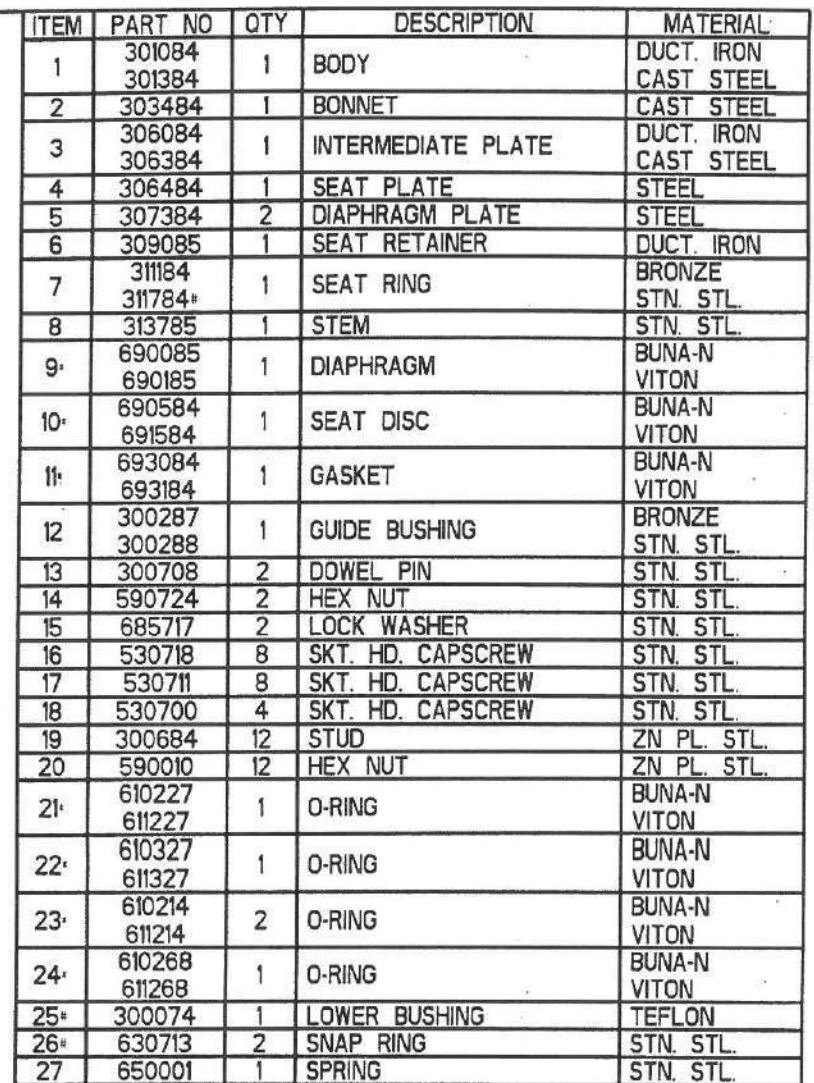 ITEM PART NO QTY DESCRIPTION MATERIAL
1 301084 1 BODY DUCT. IRON
301384 CAST STEEL
2 303484 1 BONNET CAST STEEL
3 306084 1 INTERMEDIATE PLATE DUCT. IRON
306384 CAST STEEL
4 306484 1 SEAT PLATE STEEL
5 307384 2 DIAPHRAGM PLATE STEEL
6 309085 1 SEAT RETAINER DUCT. IRON
7 311184 1 SEAT RING BRONZE
311784* STN. STL.
8 313785 1 STEM STN. STL.
9* 690085 1 DIAPHRAGM BUNA-N
690185 VITON
10* 690584 1 SEAT DISC BUNA-N
691584 VITON
11* 693084 1 GASKET BUNA-N
693184 VITON
12 300287 1 GUIDE BUSHING BRONZE
300288 STN. STL.
13 300708 2 DOWEL PIN STN. STL.
14 590724 2 HEX NUT STN. STL.
15 685717 2 LOCK WASHER STN. STL.
16 530718 8 SKT. HD. CAPSCREW STN. STL.
17 530711 8 SKT. HD. CAPSCREW STN. STL.
18 530700 4 SKT. HD. CAPSCREW STN. STL.
19 300684 12 STUD ZN PL. STL.
20 590010 12 HEX NUT ZN PL. STL.
21* 610227 1 O-RING BUNA-N
611227 VITON
22* 610327 1 O-RING BUNA-N
611327 VITON
23* 610214 2 O-RING BUNA-N
611214 VITON
24* 610268 1 O-RING BUNA-N
611268 VITON
25* 300074 1 LOWER BUSHING TEFLON
26* 630713 2 SNAP RING STN. STL.
27 650001 1 SPRING STN. STL.